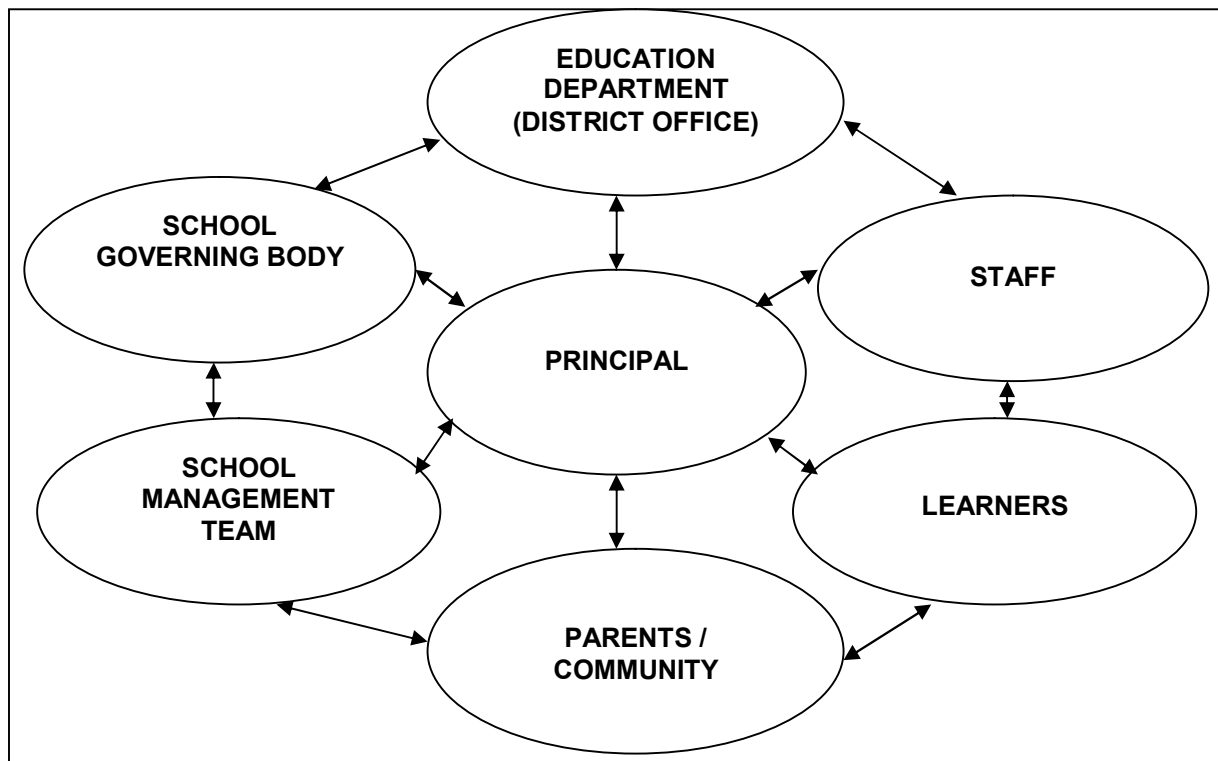 EDUCATION
DEPARTMENT
(DISTRICT OFFICE)
SCHOOL
GOVERNING BODY
STAFF
PRINCIPAL
SCHOOL
MANAGEMENT
TEAM
LEARNERS
PARENTS /
COMMUNITY